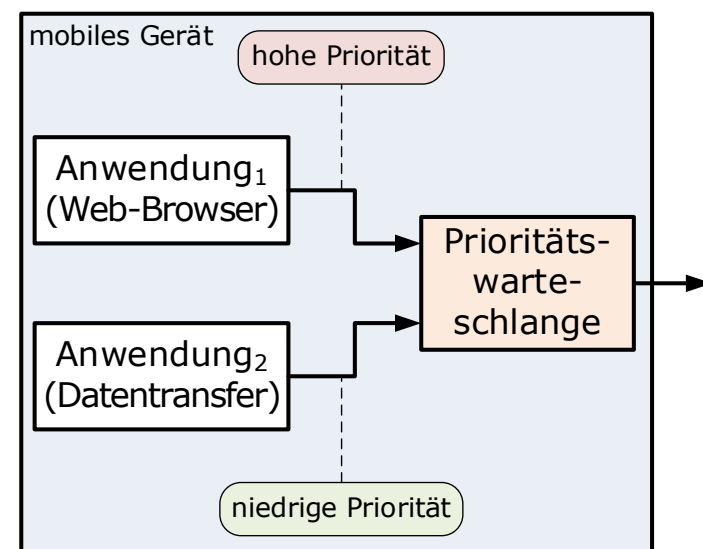 mobiles Gerät
hohe Priorität
Anwendung₁
(Web-Browser)
Prioritäts-
warte-
schlange
Anwendung₂
(Datentransfer)
niedrige Priorität